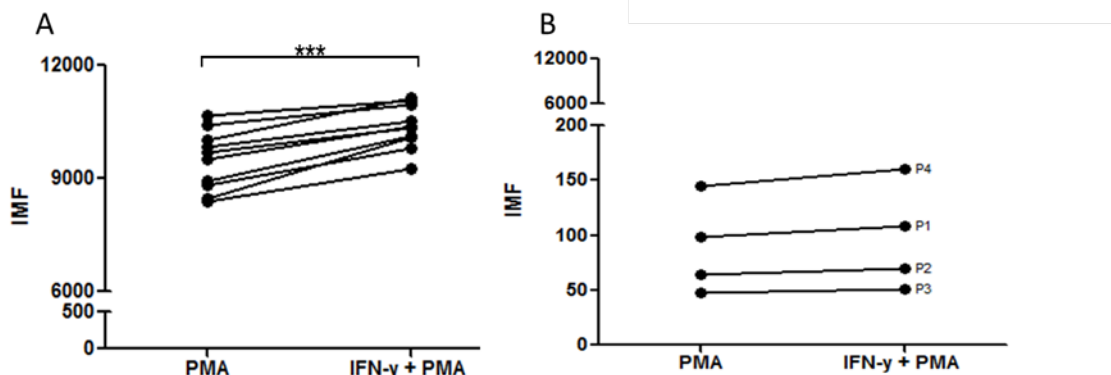 A
***
12000
9000
6000
500
0
IMF
PMA
IFN-y + PMA
B
12000
6000
200
150
100
50
0
IMF
P4
P1
P2
P3
PMA
IFN-y + PMA